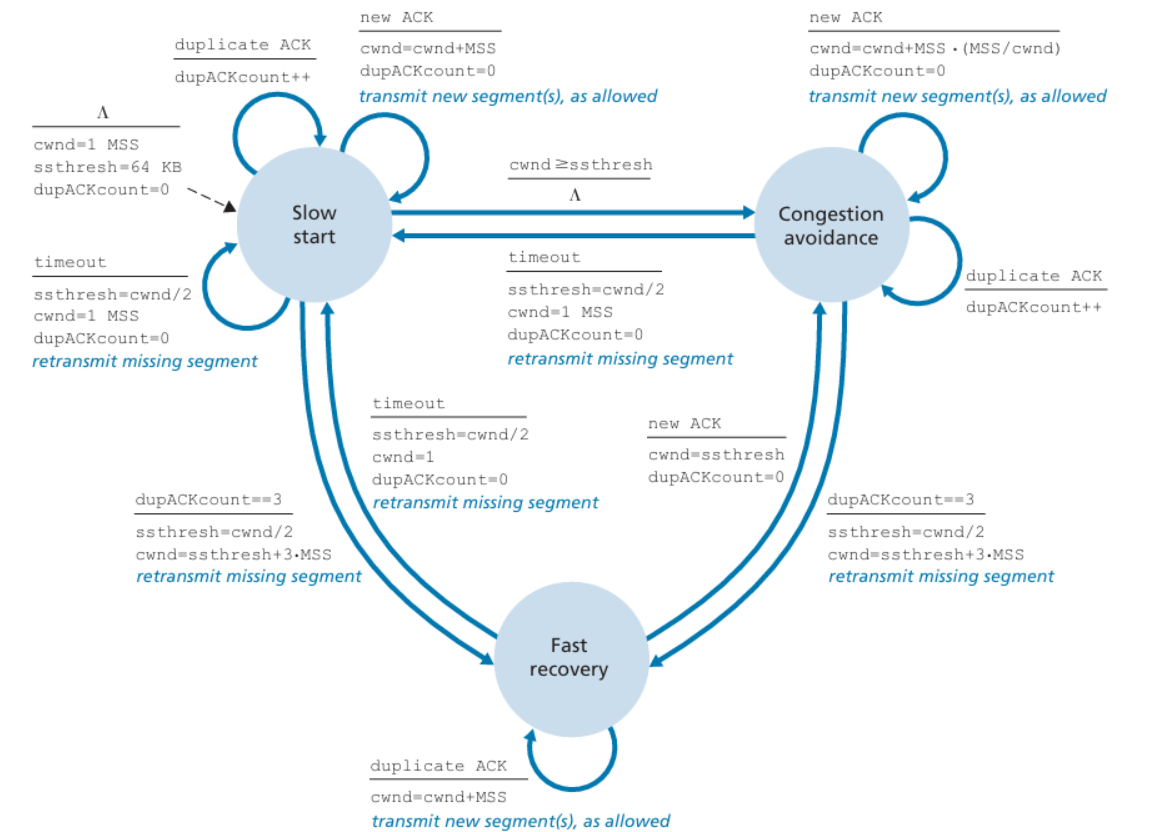 new ACK
cwnd=cwnd+MSS
dupACKcount=0
transmit new segment(s), as allowed
duplicate ACK
dupACKcount++
Λ
cwnd=1 MSS
ssthresh=64 KB
dupACKcount=0
new ACK
cwnd=cwnd+MSS·(MSS/cwnd)
dupACKcount=0
transmit new segment(s), as allowed
cwnd≥ssthresh
Λ
Slow
start
Congestion
avoidance
timeout
ssthresh=cwnd/2
cwnd=1 MSS
dupACKcount=0
retransmit missing segment
timeout
ssthresh=cwnd/2
cwnd=1 MSS
dupACKcount=0
retransmit missing segment
duplicate ACK
dupACKcount++
timeout
ssthresh=cwnd/2
cwnd=1
dupACKcount=0
retransmit missing segment
new ACK
cwnd=ssthresh
dupACKcount=0
dupACKcount==3
ssthresh=cwnd/2
cwnd=ssthresh+3·MSS
retransmit missing segment
dupACKcount==3
ssthresh=cwnd/2
cwnd=ssthresh+3·MSS
retransmit missing segment
Fast
recovery
duplicate ACK
cwnd=cwnd+MSS
transmit new segment(s), as allowed